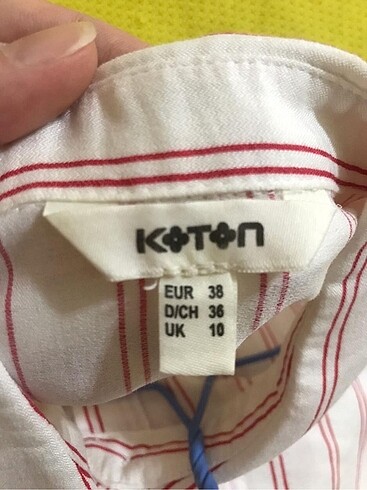 KOTON
EUR 38
D/CH 36
UK 10